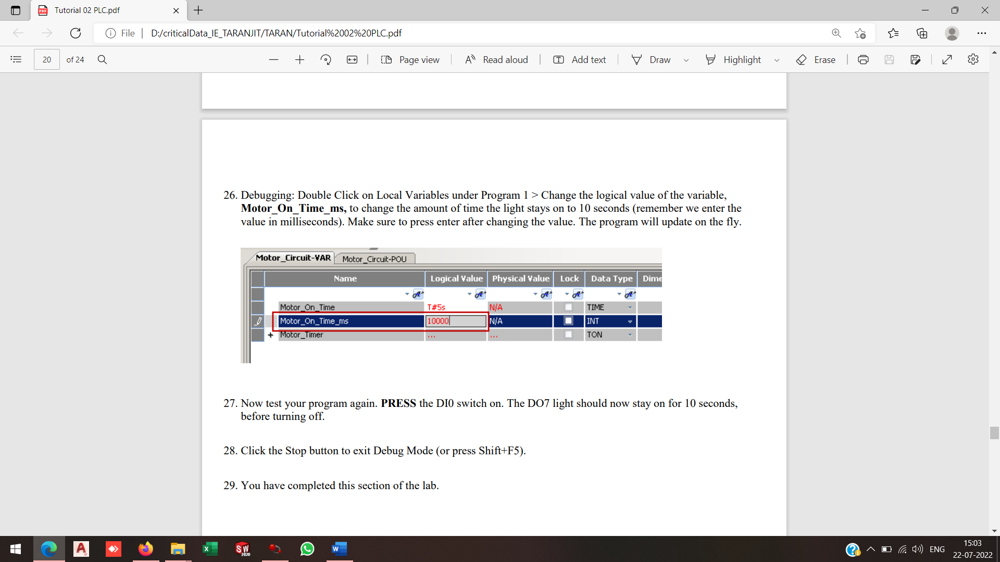 Tutorial 02 PLC.pdf
File
D:/criticalData_IE_TARANJIT/TARAN/Tutorial%2002%20PLC.pdf
20 of 24
Page view
Read aloud
Add text
Draw
Highlight
Erase
26. Debugging: Double Click on Local Variables under Program 1 > Change the logical value of the variable,
Motor_On_Time_ms, to change the amount of time the light stays on to 10 seconds (remember we enter the
value in milliseconds). Make sure to press enter after changing the value. The program will update on the fly.
Motor_Circuit-VAR Motor_Circuit-POU
Name Logical Value Physical Value Lock Data Type Dime
Motor_On_Time T#5s N/A TIME
Motor_On_Time_ms 10000 N/A INT
+ Motor_Timer ... ... TON
27. Now test your program again. PRESS the DI0 switch on. The DO7 light should now stay on for 10 seconds,
before turning off.
28. Click the Stop button to exit Debug Mode (or press Shift+F5).
29. You have completed this section of the lab.
ENG
15:03
22-07-2022